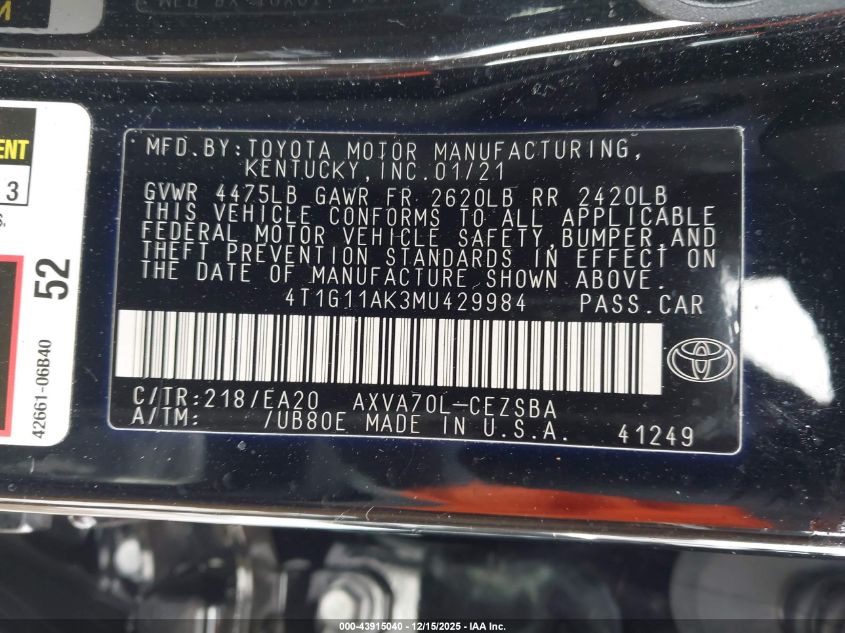 ENT
3
S.
52
42661-06B40
MFD.BY:TOYOTA MOTOR MANUFACTURING,
KENTUCKY,INC.01/21
GVWR 4475LB GAWR FR 2620LB RR 2420LB
THIS VEHICLE CONFORMS TO ALL APPLICABLE
FEDERAL MOTOR VEHICLE SAFETY,BUMPER,AND
THEFT PREVENTION STANDARDS IN EFFECT ON
THE DATE OF MANUFACTURE SHOWN ABOVE.
4T1G11AK3MU429984 PASS.CAR
C/TR:218/EA20 AXVA70L-CEZSBA
A/TM: /UB80E MADE IN U.S.A. 41249
000-43915040 - 12/15/2025 - IAA Inc.